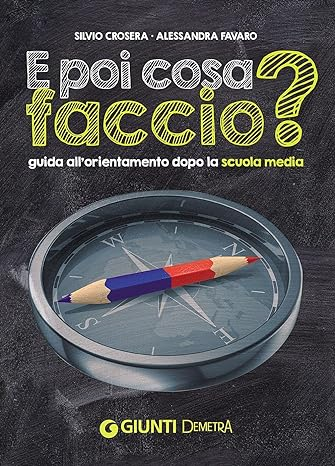 SILVIO CROSERA · ALESSANDRA FAVARO
E poi cosa
faccio?
guida all'orientamento dopo la scuola media
N
E
S
W
G GIUNTI DEMETRA